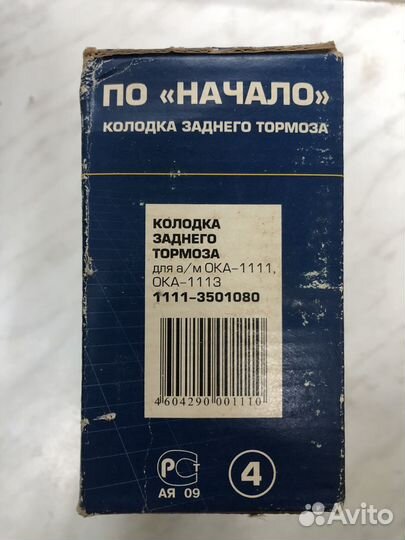 ПО «НАЧАЛО»
КОЛОДКА ЗАДНЕГО ТОРМОЗА
КОЛОДКА
ЗАДНЕГО
ТОРМОЗА
для а/м ОКА-1111,
ОКА-1113
1111-3501080
4 604290 001110
РСТ
АЯ 09
4
Avito